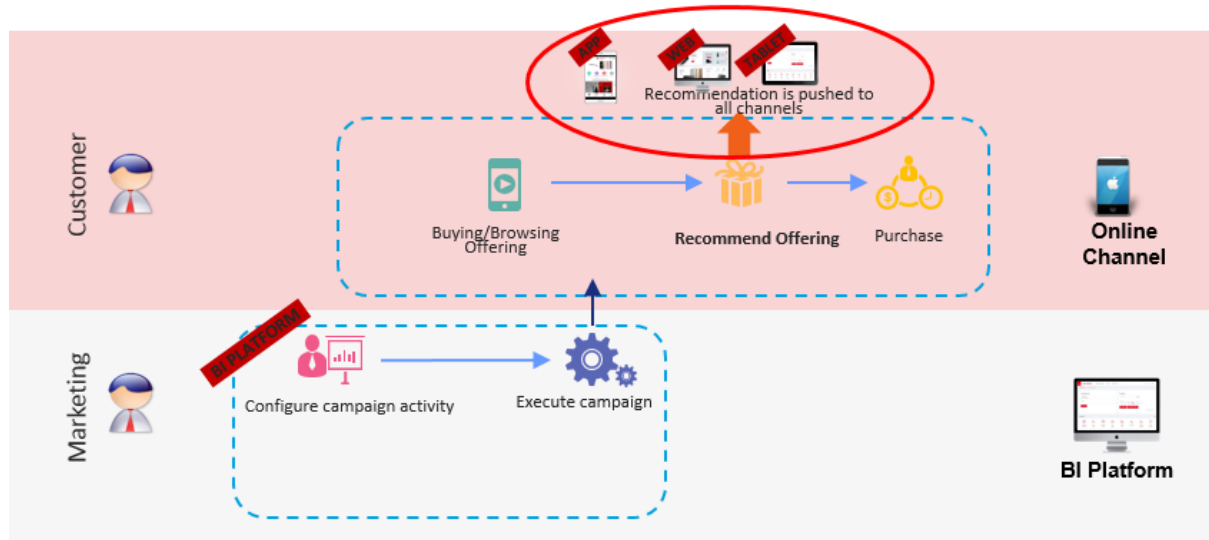 APP
WEB
TABLET
Recommendation is pushed to
all channels
Customer
Buying/Browsing
Offering
Recommend Offering
Purchase
Online
Channel
BI PLATFORM
Marketing
Configure campaign activity
Execute campaign
BI Platform